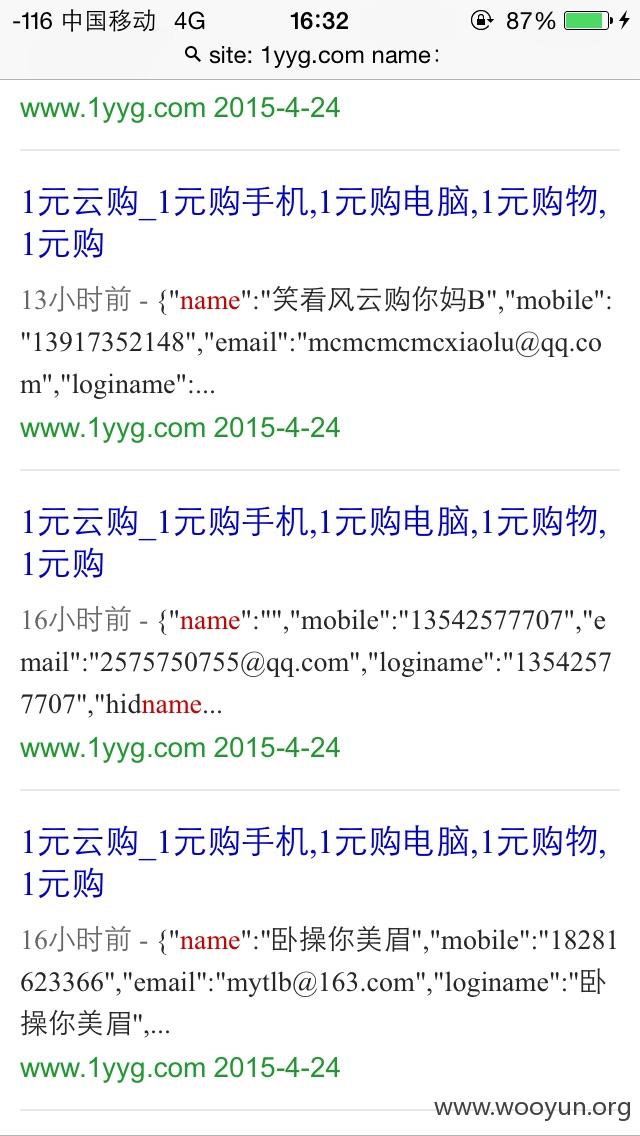 -116 中国移动 4G 16:32 87%
site: 1yyg.com name:
www.1yyg.com 2015-4-24
1元云购_1元购手机,1元购电脑,1元购物,
1元购
13小时前 - {"name":"笑看风云购你妈B","mobile":
"13917352148","email":"mcmcmcmcxiaolu@qq.co
m","loginame":...
www.1yyg.com 2015-4-24
1元云购_1元购手机,1元购电脑,1元购物,
1元购
16小时前 - {"name":"","mobile":"13542577707","e
mail":"2575750755@qq.com","loginame":"1354257
7707","hidname...
www.1yyg.com 2015-4-24
1元云购_1元购手机,1元购电脑,1元购物,
1元购
16小时前 - {"name":"卧操你美眉","mobile":"18281
623366","email":"mytlb@163.com","loginame":"卧
操你美眉",...
www.1yyg.com 2015-4-24
www.wooyun.org